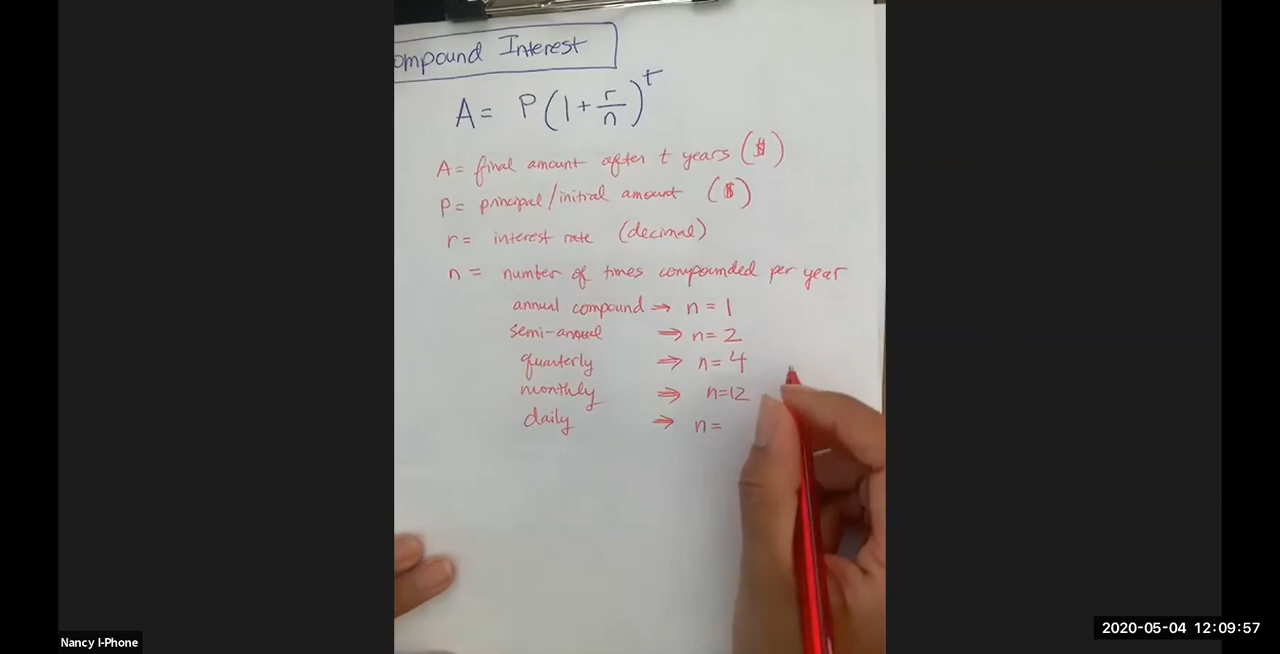 ompound Interest
A = P(1 + r/n)^t
A = final amount after t years ($)
P = principal/initial amount ($)
r = interest rate (decimal)
n = number of times compounded per year
annual compound → n = 1
semi-annual ⇒ n = 2
quarterly ⇒ n = 4
monthly ⇒ n=12
daily ⇒ n =
Nancy I-Phone
2020-05-04 12:09:57